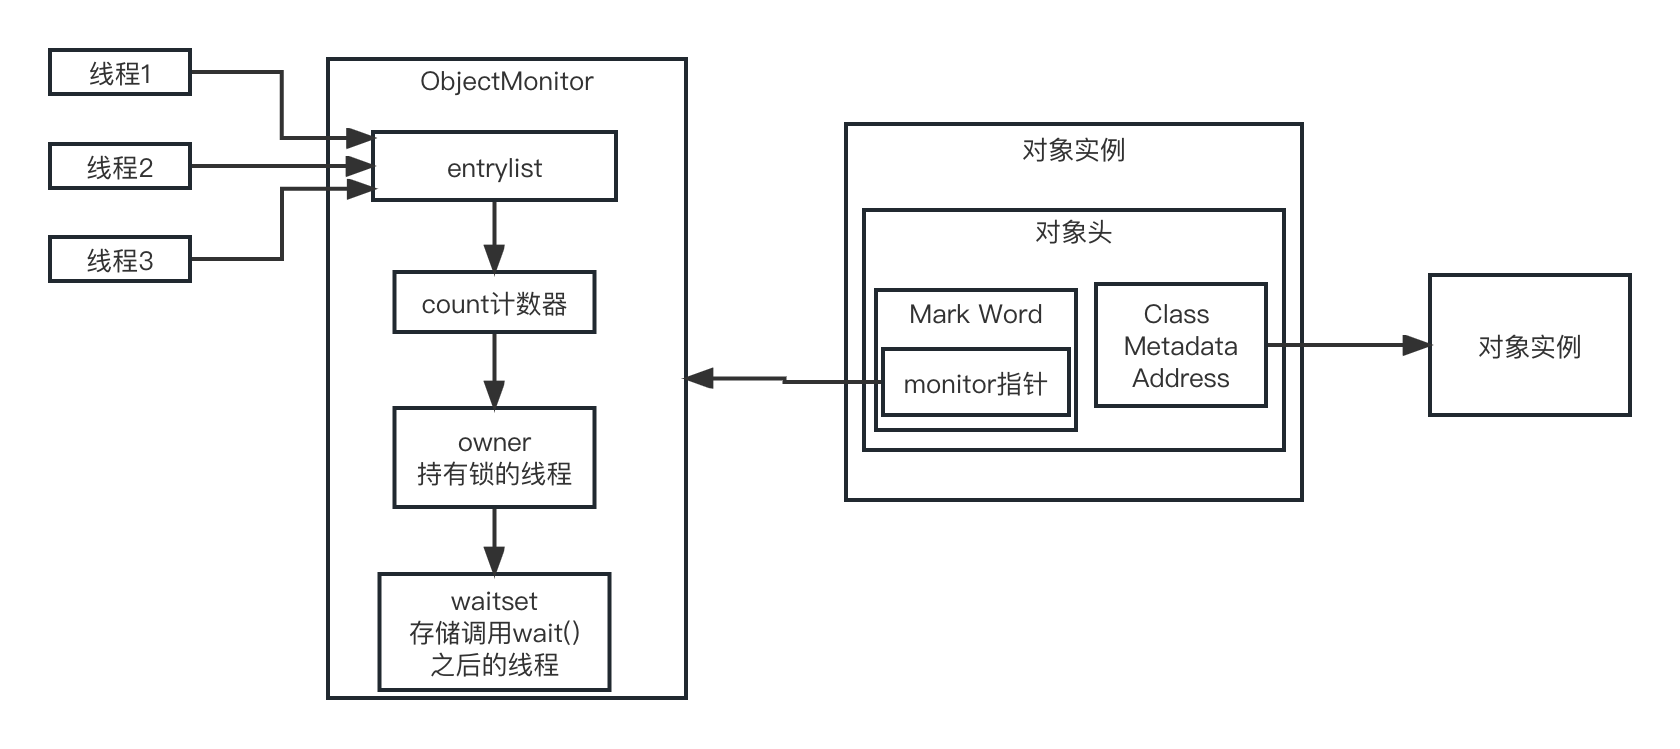 线程1
线程2
线程3
ObjectMonitor
entrylist
count计数器
owner
持有锁的线程
waitset
存储调用wait()
之后的线程
对象实例
对象头
Mark Word
monitor指针
Class
Metadata
Address
对象实例